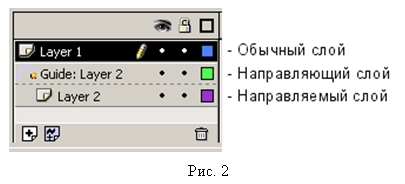 Layer 1 - Обычный слой
Guide: Layer 2 - Направляющий слой
Layer 2 - Направляемый слой
Рис. 2